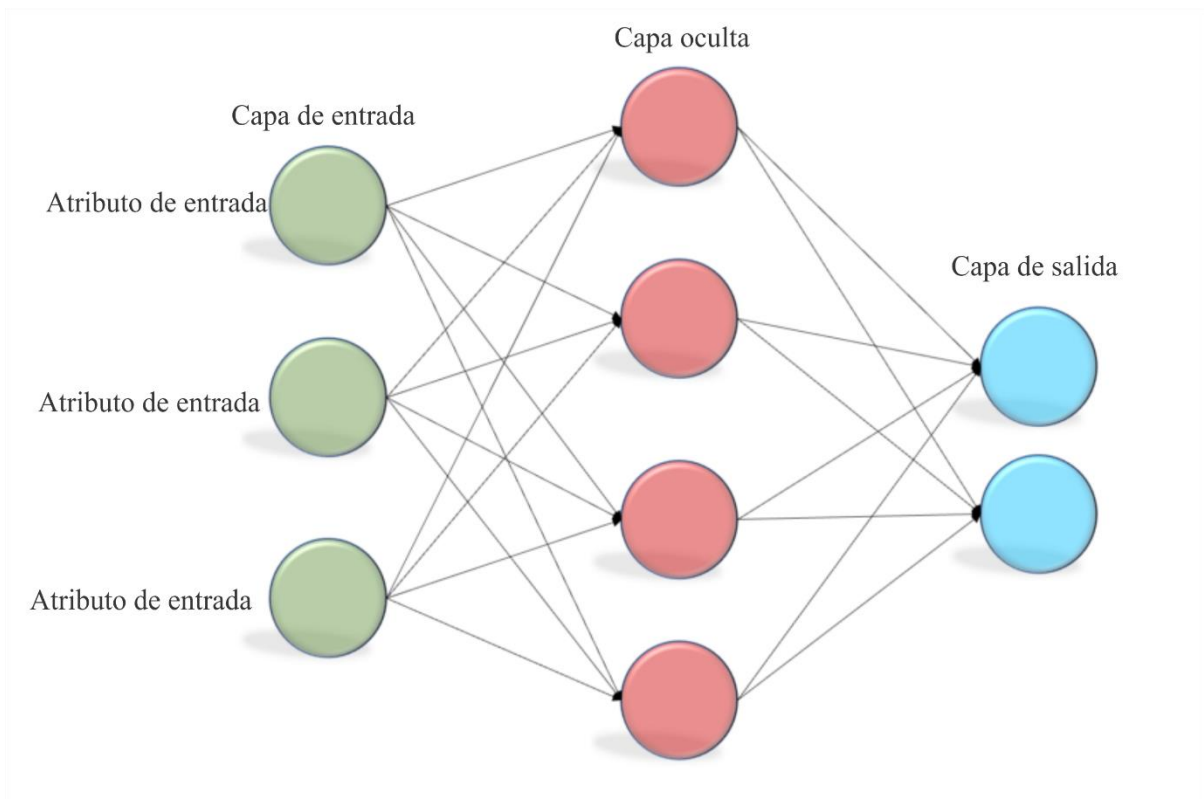 Capa oculta
Capa de entrada
Atributo de entrada
Capa de salida
Atributo de entrada
Atributo de entrada